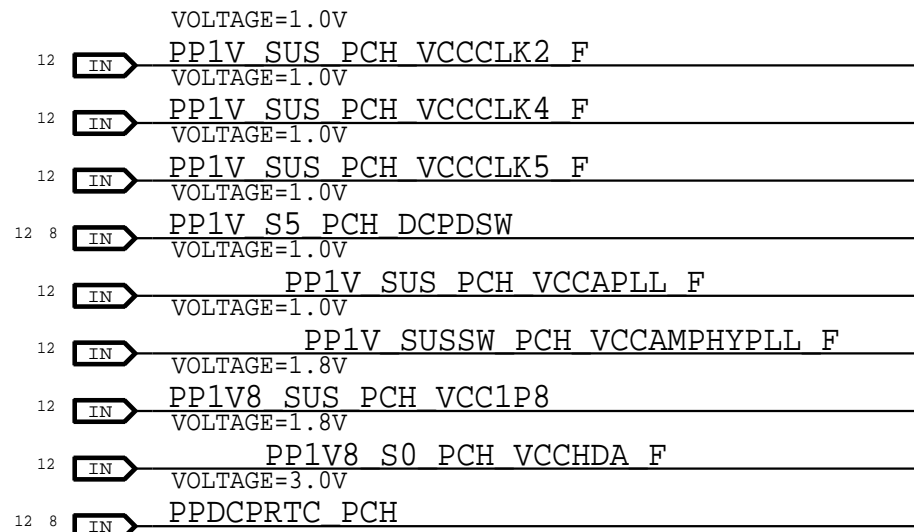 VOLTAGE=1.0V
12 IN PP1V_SUS_PCH_VCCCLK2_F
VOLTAGE=1.0V
12 IN PP1V_SUS_PCH_VCCCLK4_F
VOLTAGE=1.0V
12 IN PP1V_SUS_PCH_VCCCLK5_F
VOLTAGE=1.0V
12 8 IN PP1V_S5_PCH_DCPDSW
VOLTAGE=1.0V
12 IN PP1V_SUS_PCH_VCCAPLL_F
VOLTAGE=1.0V
12 IN PP1V_SUSSW_PCH_VCCAMPHYPLL_F
VOLTAGE=1.8V
12 IN PP1V8_SUS_PCH_VCC1P8
VOLTAGE=1.8V
12 IN PP1V8_S0_PCH_VCCHDA_F
VOLTAGE=3.0V
12 8 IN PPDCPRTC_PCH